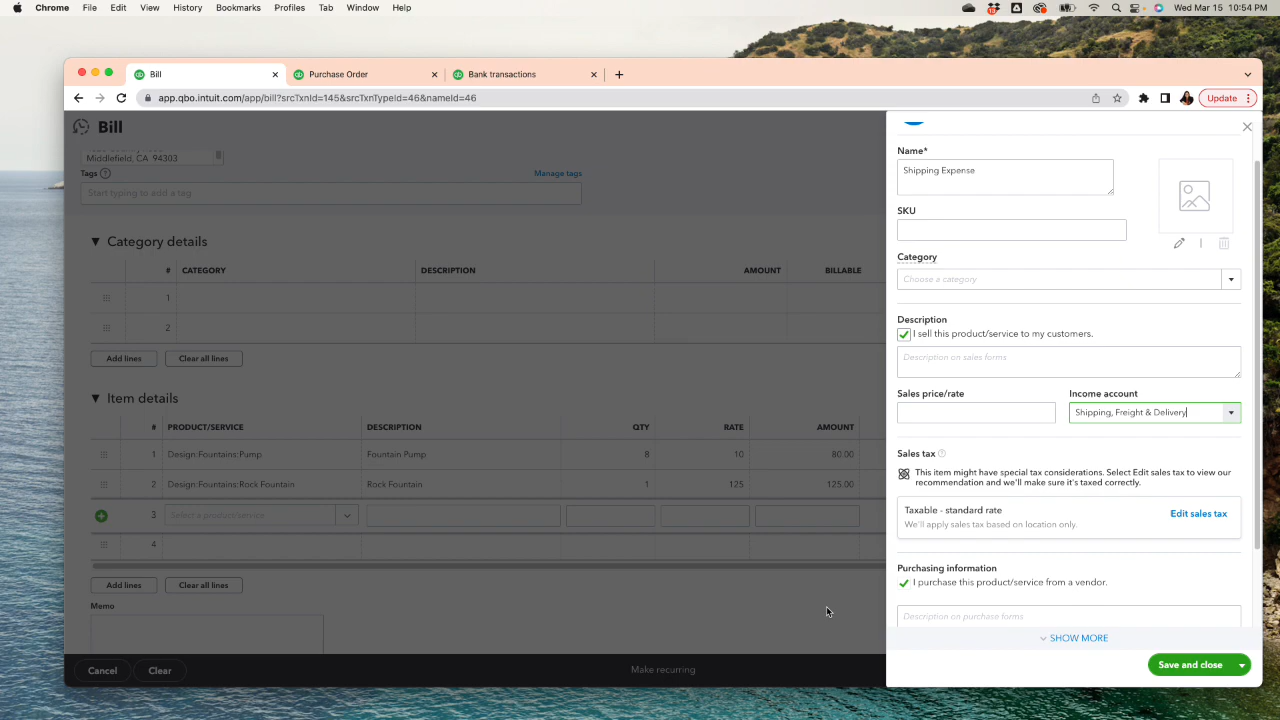 Chrome File Edit View History Bookmarks Profiles Tab Window Help Wed Mar 15 10:54 PM
Bill Purchase Order Bank transactions
app.qbo.intuit.com/app/bill?srcTxnId=145&srcTxnTypeId=46&nameId=46 Update
Bill
Middlefield, CA 94303
Tags
Manage tags
Start typing to add a tag
Category details
# CATEGORY DESCRIPTION AMOUNT BILLABLE
1
2
Add lines Clear all lines
Item details
# PRODUCT/SERVICE DESCRIPTION QTY RATE AMOUNT
1 Design:Fountains:Pump Fountain Pump 8 10 80.00
2 Design:Fountains:Rock Fountain Rock Fountain 1 125 125.00
3 Select a product/service
4
Add lines Clear all lines
Memo
Cancel Clear Make recurring
Name*
Shipping Expense
SKU
Category
Choose a category
Description
I sell this product/service to my customers.
Description on sales forms
Sales price/rate Income account
Shipping, Freight & Delivery
Sales tax
This item might have special tax considerations. Select Edit sales tax to view our
recommendation and we'll make sure it's taxed correctly.
Taxable - standard rate
We'll apply sales tax based on location only.
Edit sales tax
Purchasing information
I purchase this product/service from a vendor.
Description on purchase forms
SHOW MORE
Save and close